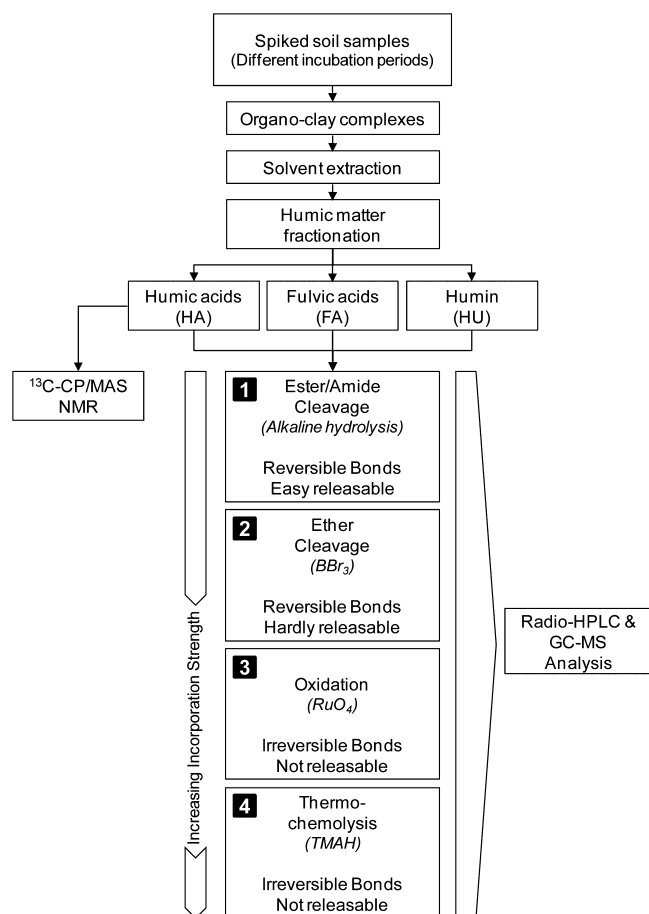 Spiked soil samples
(Different incubation periods)
Organo-clay complexes
Solvent extraction
Humic matter
fractionation
Humic acids
(HA)
Fulvic acids
(FA)
Humin
(HU)
¹³C-CP/MAS
NMR
1
Ester/Amide
Cleavage
(Alkaline hydrolysis)
Reversible Bonds
Easy releasable
2
Ether
Cleavage
(BBr₃)
Reversible Bonds
Hardly releasable
3
Oxidation
(RuO₄)
Irreversible Bonds
Not releasable
4
Thermo-
chemolysis
(TMAH)
Irreversible Bonds
Not releasable
Increasing Incorporation Strength
Radio-HPLC &
GC-MS
Analysis